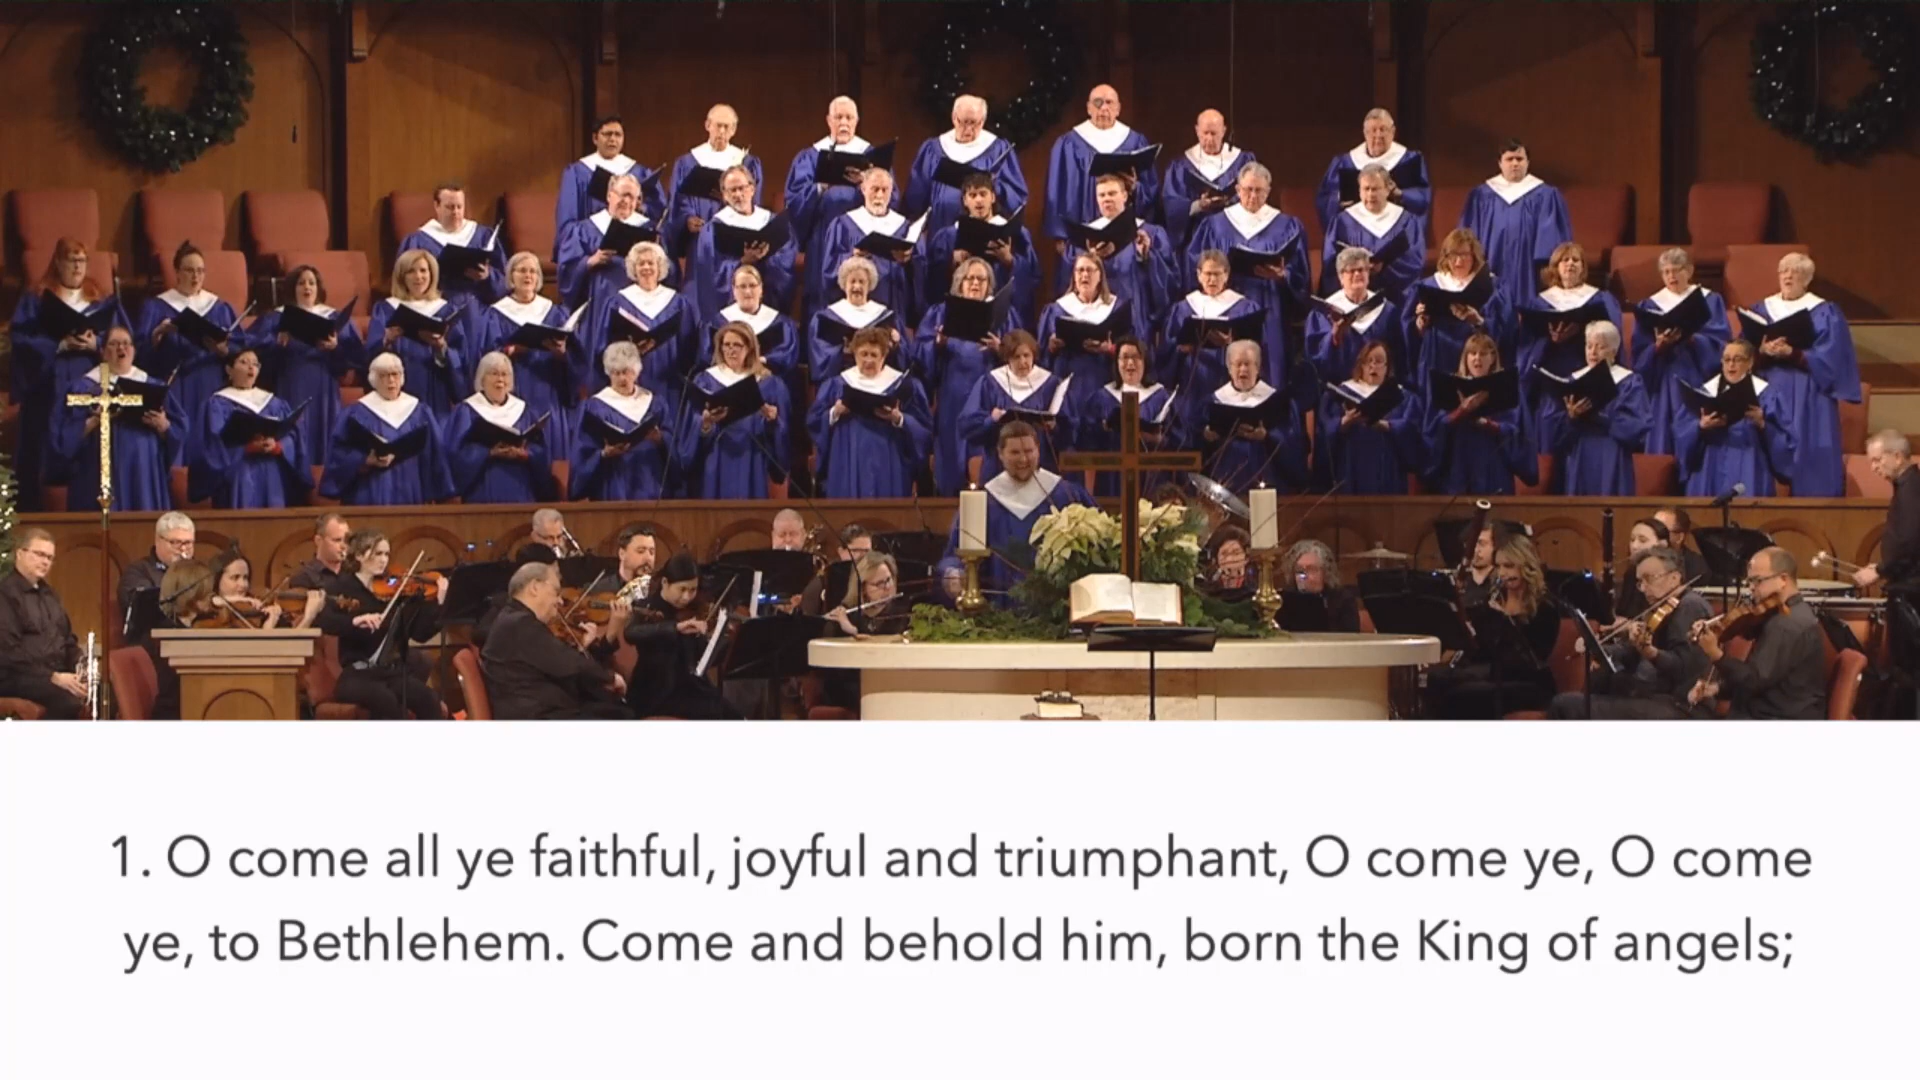 1. O come all ye faithful, joyful and triumphant, O come ye, O come
ye, to Bethlehem. Come and behold him, born the King of angels;